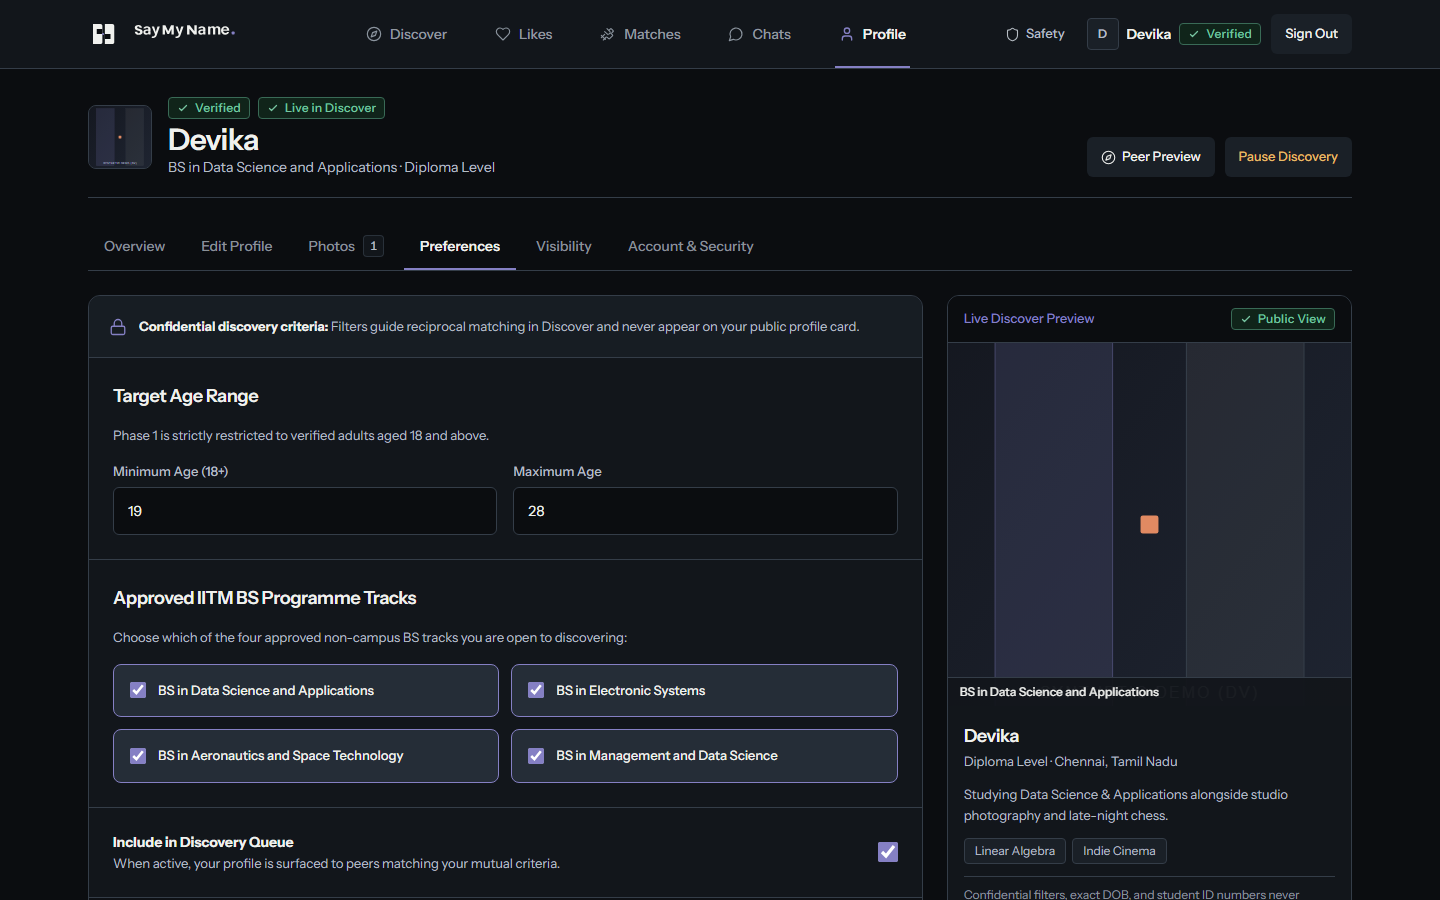 Say My Name.
Discover
Likes
Matches
Chats
Profile
Safety
D
Devika
Verified
Sign Out
Verified
Live in Discover
Devika
BS in Data Science and Applications · Diploma Level
Peer Preview
Pause Discovery
Overview
Edit Profile
Photos 1
Preferences
Visibility
Account & Security
Confidential discovery criteria: Filters guide reciprocal matching in Discover and never appear on your public profile card.
Target Age Range
Phase 1 is strictly restricted to verified adults aged 18 and above.
Minimum Age (18+)
Maximum Age
19
28
Approved IITM BS Programme Tracks
Choose which of the four approved non-campus BS tracks you are open to discovering:
BS in Data Science and Applications
BS in Electronic Systems
BS in Aeronautics and Space Technology
BS in Management and Data Science
Include in Discovery Queue
When active, your profile is surfaced to peers matching your mutual criteria.
Live Discover Preview
Public View
BS in Data Science and Applications
DEMO (DV)
Devika
Diploma Level · Chennai, Tamil Nadu
Studying Data Science & Applications alongside studio
photography and late-night chess.
Linear Algebra
Indie Cinema
Confidential filters, exact DOB, and student ID numbers never